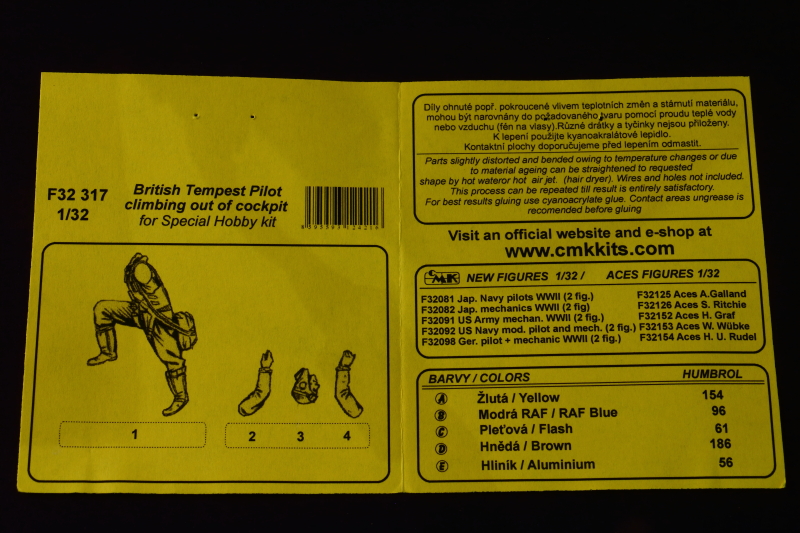 F32 317
1/32
British Tempest Pilot
climbing out of cockpit
for Special Hobby kit
1
2 3 4
Díly ohnuté popř. pokroucené vlivem teplotních změn a stárnutí materiálu,
mohou být narovnány do požadovaného tvaru pomocí proudu teplé vody
nebo vzduchu (fén na vlasy).Různé drátky a tyčinky nejsou přiloženy.
K lepení použijte kyanoakralátové lepidlo.
Kontaktní plochy doporučujeme před lepením odmastit.
Parts slightly distorted and bended owing to temperature changes or due
to material ageing can be straightened to requested
shape by hot wateror hot air jet. (hair dryer). Wires and holes not included.
This process can be repeated till result is entirely satisfactory.
For best results gluing use cyanoacrylate glue. Contact areas ungrease is
recomended before gluing
Visit an official website and e-shop at
www.cmkkits.com
CMK NEW FIGURES 1/32 / ACES FIGURES 1/32
F32081 Jap. Navy pilots WWII (2 fig.) F32125 Aces A.Galland
F32082 Jap. mechanics WWII (2 fig) F32126 Aces S. Ritchie
F32091 US Army mechan. WWII (2 fig.) F32152 Aces H. Graf
F32092 US Navy mod. pilot and mech. (2 fig.) F32153 Aces W. Wübke
F32098 Ger. pilot + mechanic WWII (2 fig.) F32154 Aces H. U. Rudel
BARVY / COLORS HUMBROL
A Žlutá / Yellow 154
B Modrá RAF / RAF Blue 96
C Pleťová / Flash 61
D Hnědá / Brown 186
E Hliník / Aluminium 56